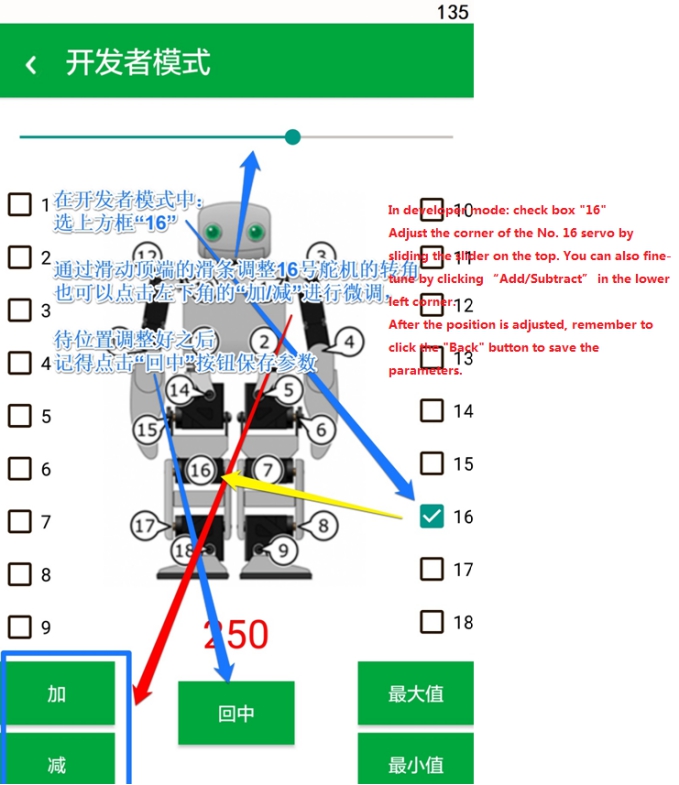 135
开发者模式
1
在开发者模式中：
选上方框“16”
10
In developer mode: check box "16"
Adjust the corner of the No. 16 servo by
sliding the slider on the top. You can also fine-
tune by clicking “Add/Subtract” in the lower
left corner.
After the position is adjusted, remember to
click the "Back" button to save the
parameters.
2
12
3
11
通过滑动顶端的滑条调整16号舵机的转角
也可以点击左下角的“加/减”进行微调，
3
12
待位置调整好之后
记得点击“回中”按钮保存参数
2
4
4
13
14
5
5
14
15
6
6
16
7
15
16
7
17
8
8
18
9
17
9
250
18
加
回中
最大值
减
最小值